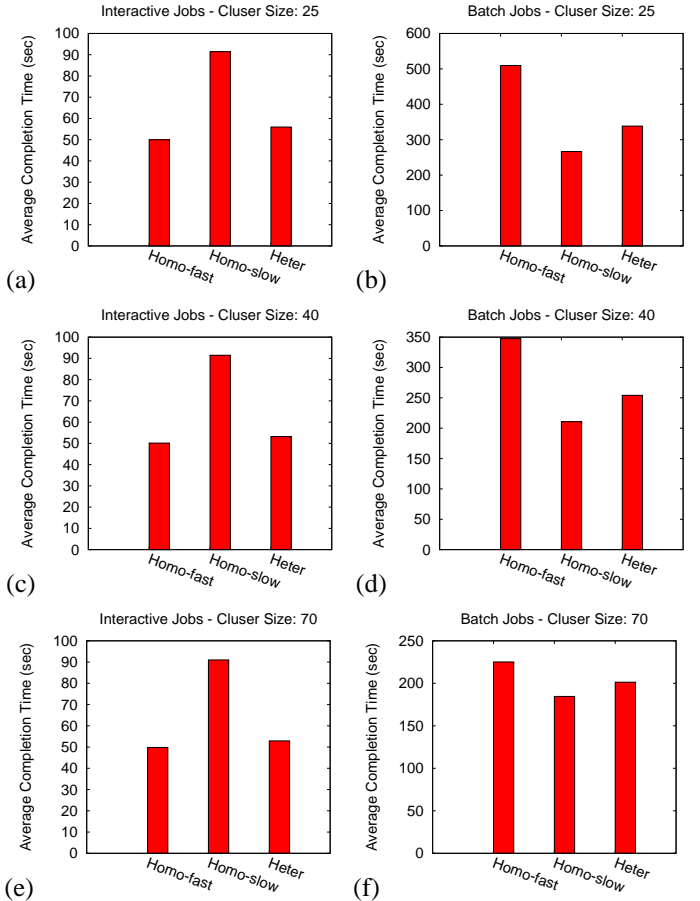 Interactive Jobs - Cluser Size: 25
Average Completion Time (sec)
100
90
80
70
60
50
40
30
20
10
0
Homo-fast
Homo-slow
Heter
(a)
Batch Jobs - Cluser Size: 25
Average Completion Time (sec)
600
500
400
300
200
100
0
Homo-fast
Homo-slow
Heter
(b)
Interactive Jobs - Cluser Size: 40
Average Completion Time (sec)
100
90
80
70
60
50
40
30
20
10
0
Homo-fast
Homo-slow
Heter
(c)
Batch Jobs - Cluser Size: 40
Average Completion Time (sec)
350
300
250
200
150
100
50
0
Homo-fast
Homo-slow
Heter
(d)
Interactive Jobs - Cluser Size: 70
Average Completion Time (sec)
100
90
80
70
60
50
40
30
20
10
0
Homo-fast
Homo-slow
Heter
(e)
Batch Jobs - Cluser Size: 70
Average Completion Time (sec)
250
200
150
100
50
0
Homo-fast
Homo-slow
Heter
(f)